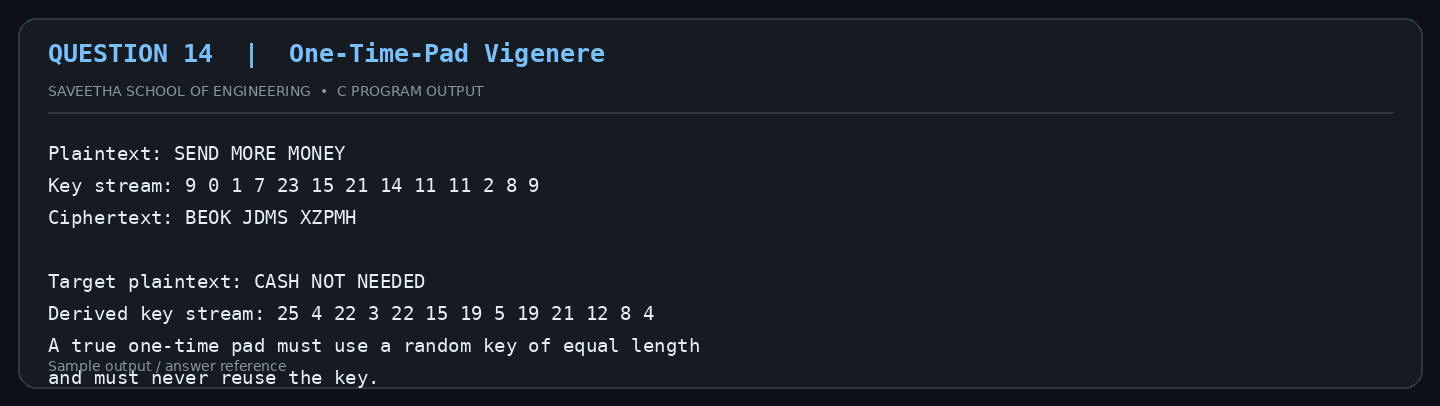 QUESTION 14 | One-Time-Pad Vigenere
SAVEETHA SCHOOL OF ENGINEERING • C PROGRAM OUTPUT
Plaintext: SEND MORE MONEY
Key stream: 9 0 1 7 23 15 21 14 11 11 2 8 9
Ciphertext: BEOK JDMS XZPMH
Target plaintext: CASH NOT NEEDED
Derived key stream: 25 4 22 3 22 15 19 5 19 21 12 8 4
A true one-time pad must use a random key of equal length
Sample output / answer reference
and must never reuse the key.